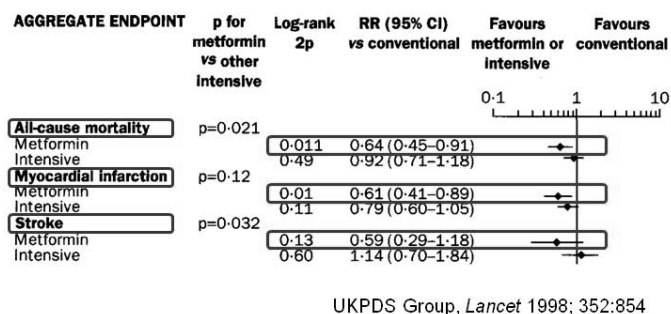 AGGREGATE ENDPOINT p for metformin vs other intensive Log-rank 2p RR (95% CI) vs conventional Favours metformin or intensive Favours conventional
0·1 1 10
All-cause mortality p=0·021
Metformin 0·011 0·64 (0·45–0·91)
Intensive 0·49 0·92 (0·71–1·18)
Myocardial infarction p=0·12
Metformin 0·01 0·61 (0·41–0·89)
Intensive 0·11 0·79 (0·60–1·05)
Stroke p=0·032
Metformin 0·13 0·59 (0·29–1·18)
Intensive 0·60 1·14 (0·70–1·84)
UKPDS Group, Lancet 1998; 352:854